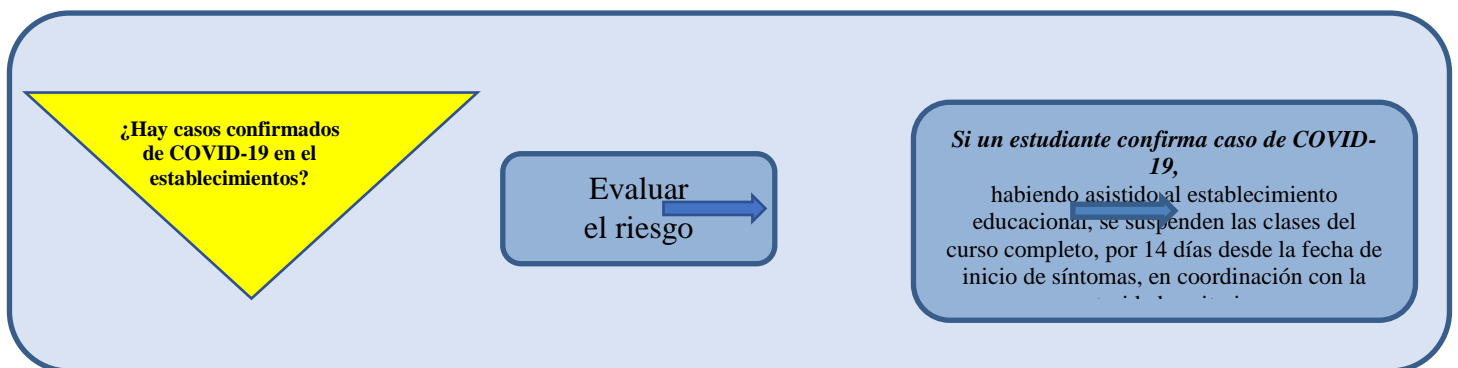 ¿Hay casos confirmados
de COVID-19 en el
establecimientos?
Evaluar
el riesgo
Si un estudiante confirma caso de COVID-
19,
habiendo asistido al establecimiento
educacional, se suspenden las clases del
curso completo, por 14 días desde la fecha de
inicio de síntomas, en coordinación con la